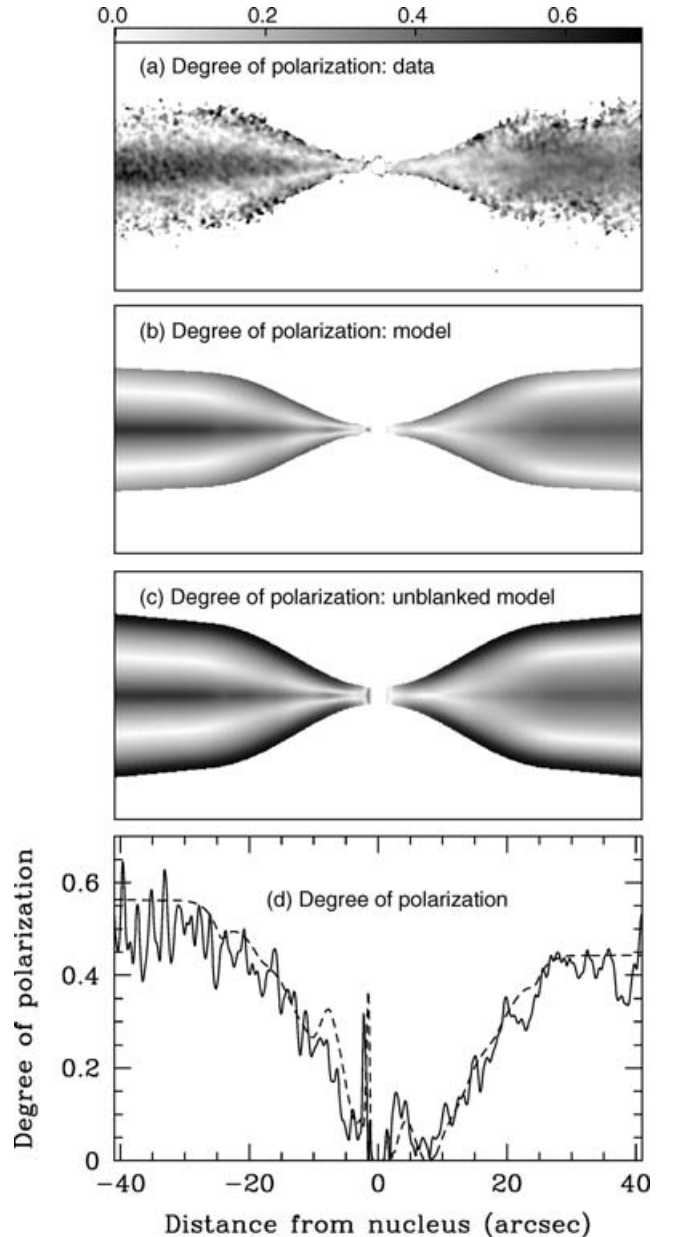 0.0 0.2 0.4 0.6
(a) Degree of polarization: data
(b) Degree of polarization: model
(c) Degree of polarization: unblanked model
(d) Degree of polarization
Degree of polarization
0.6
0.4
0.2
0
−40 −20 0 20 40
Distance from nucleus (arcsec)